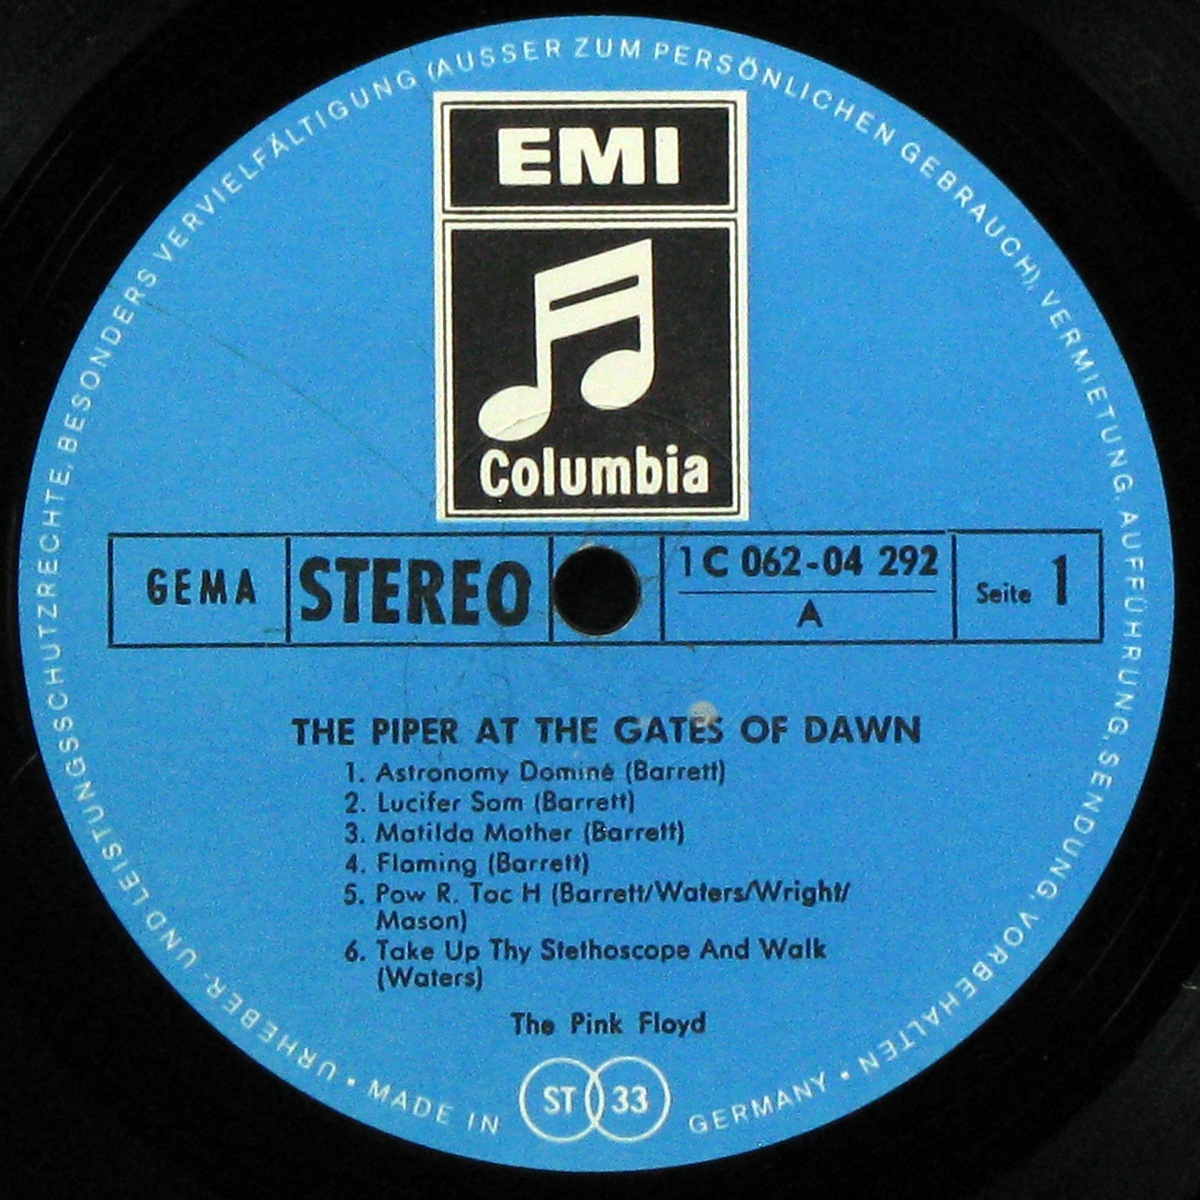 URHEBER- UND LEISTUNGSSCHUTZRECHTE, BESONDERS VERVIELFÄLTIGUNG (AUSSER ZUM PERSÖNLICHEN GEBRAUCH), VERMIETUNG, AUFFÜHRUNG, SENDUNG, VORBEHALTEN • 
EMI
Columbia
GEMA
STEREO
1 C 062-04 292
A
Seite 1
THE PIPER AT THE GATES OF DAWN
1. Astronomy Dominé (Barrett)
2. Lucifer Sam (Barrett)
3. Matilda Mother (Barrett)
4. Flaming (Barrett)
5. Pow R. Toc H (Barrett/Waters/Wright/
Mason)
6. Take Up Thy Stethoscope And Walk
(Waters)
The Pink Floyd
• MADE IN GERMANY
ST 33